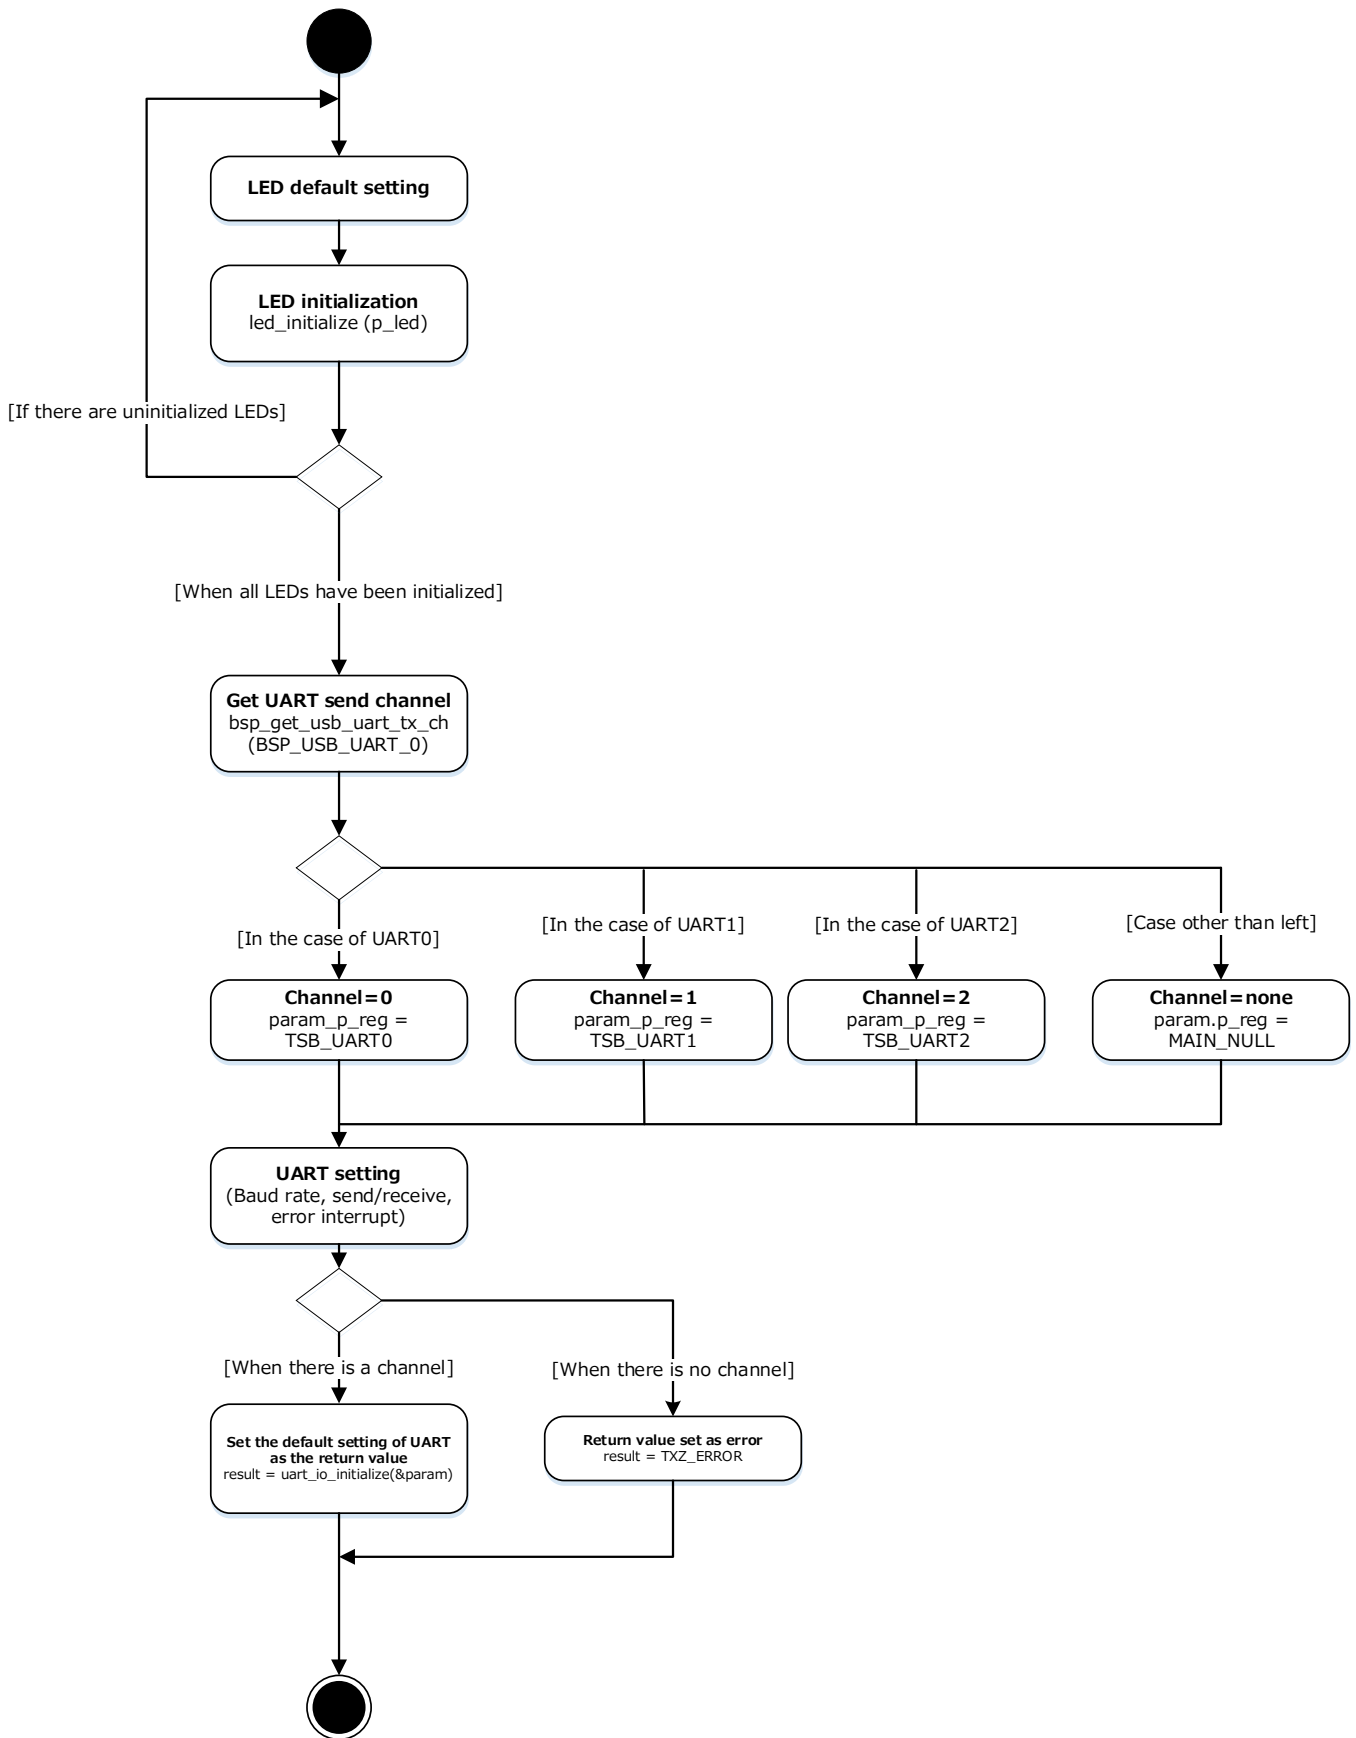 LED default setting
LED initialization
led_initialize (p_led)
[If there are uninitialized LEDs]
[When all LEDs have been initialized]
Get UART send channel
bsp_get_usb_uart_tx_ch
(BSP_USB_UART_0)
[In the case of UART0]
[In the case of UART1]
[In the case of UART2]
[Case other than left]
Channel=0
param_p_reg =
TSB_UART0
Channel=1
param_p_reg =
TSB_UART1
Channel=2
param_p_reg =
TSB_UART2
Channel=none
param.p_reg =
MAIN_NULL
UART setting
(Baud rate, send/receive,
error interrupt)
[When there is a channel]
[When there is no channel]
Set the default setting of UART
as the return value
result = uart_io_initialize(&param)
Return value set as error
result = TXZ_ERROR